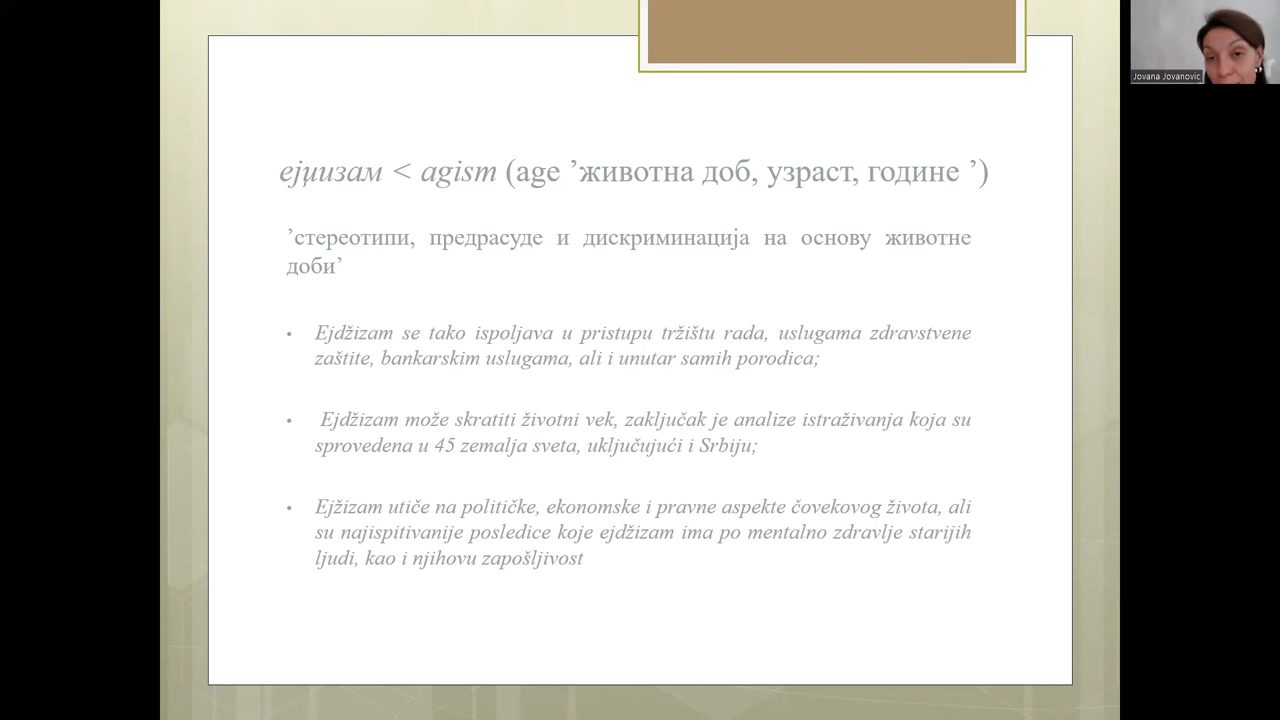 ејџизам < agism (age ’животна доб, узраст, године ’)
’стереотипи, предрасуде и дискриминација на основу животне
доби’
• Ejdžizam se tako ispoljava u pristupu tržištu rada, uslugama zdravstvene
zaštite, bankarskim uslugama, ali i unutar samih porodica;
• Ejdžizam može skratiti životni vek, zaključak je analize istraživanja koja su
sprovedena u 45 zemalja sveta, uključujući i Srbiju;
• Ejžizam utiče na političke, ekonomske i pravne aspekte čovekovog života, ali
su najispitivanije posledice koje ejdžizam ima po mentalno zdravlje starijih
ljudi, kao i njihovu zapošljivost
Jovana Jovanovic